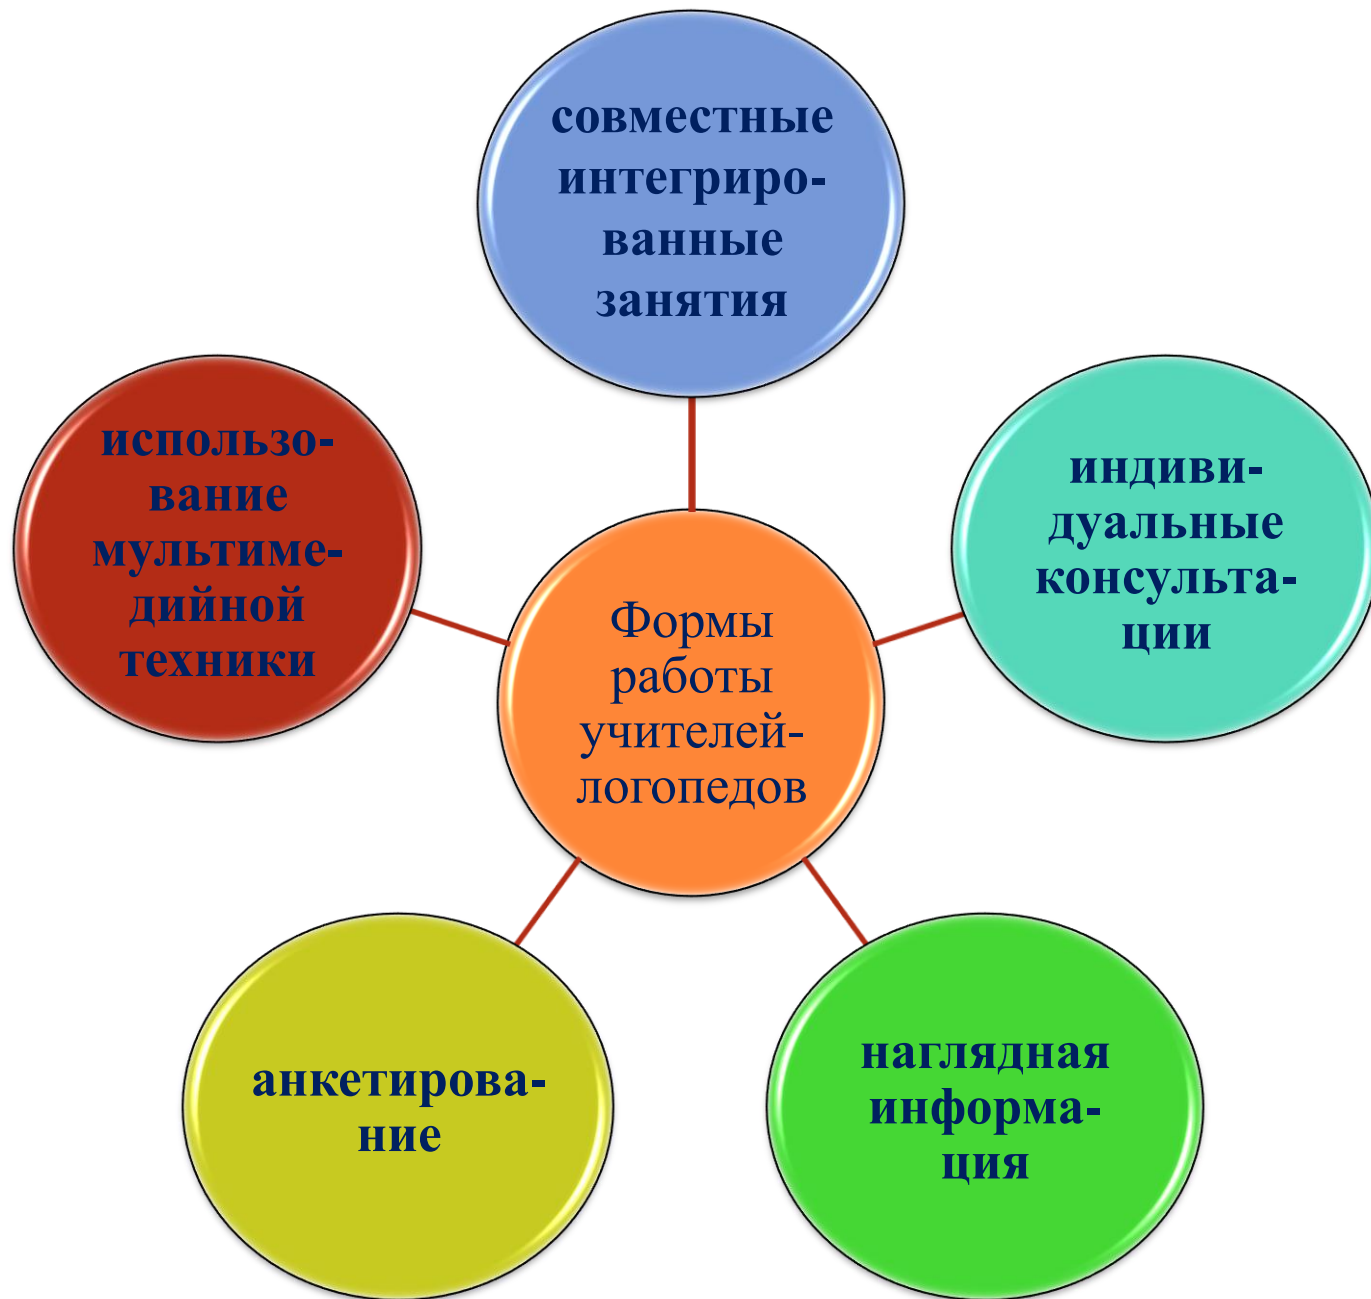 совместные
интегриро-
ванные
занятия
использо-
вание
мультиме-
дийной
техники
индиви-
дуальные
консульта-
ции
Формы
работы
учителей-
логопедов
анкетирова-
ние
наглядная
информа-
ция